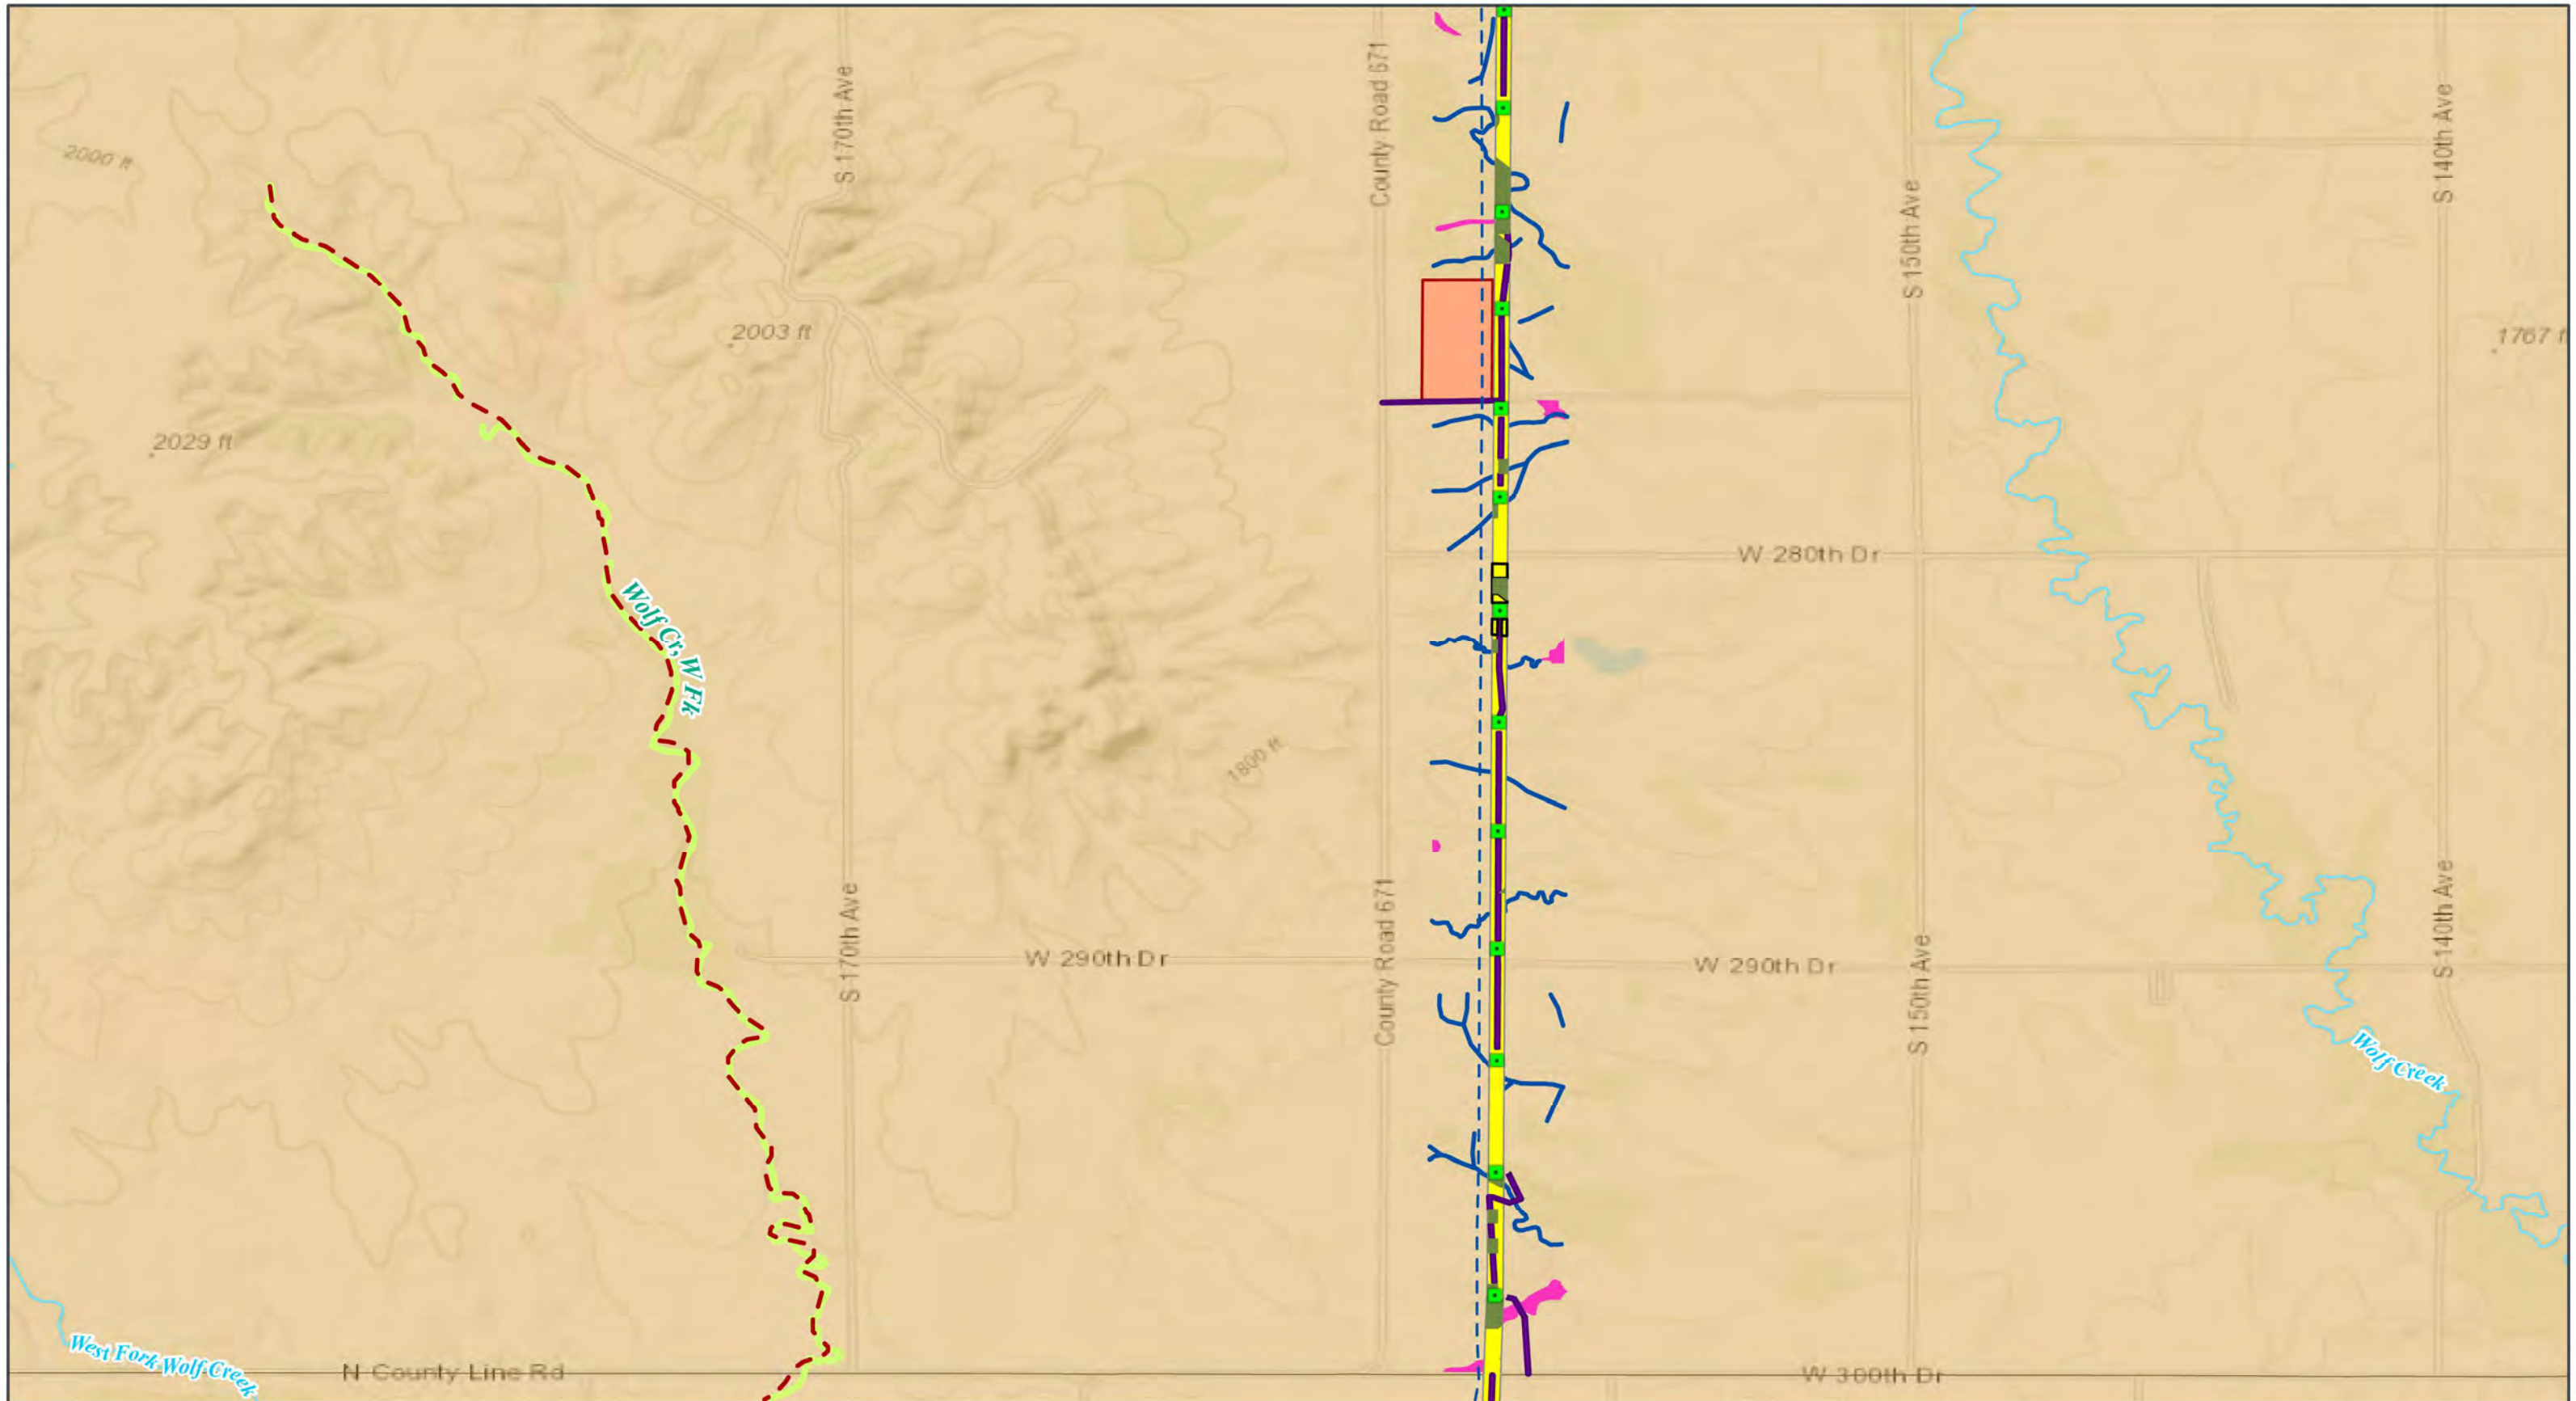 S 170th Ave
County Road 671
S 140th Ave
2000 ft
S 150th Ave
2003 ft
1767 f
2029 ft
W 280th Dr
Wolf Cr, W Fk
1800 ft
S 170th Ave
County Road 671
S 140th Ave
W 290th Dr
W 290th Dr
S 150th Ave
Wolf Creek
West Fork Wolf Creek
N County Line Rd
W 300th Dr